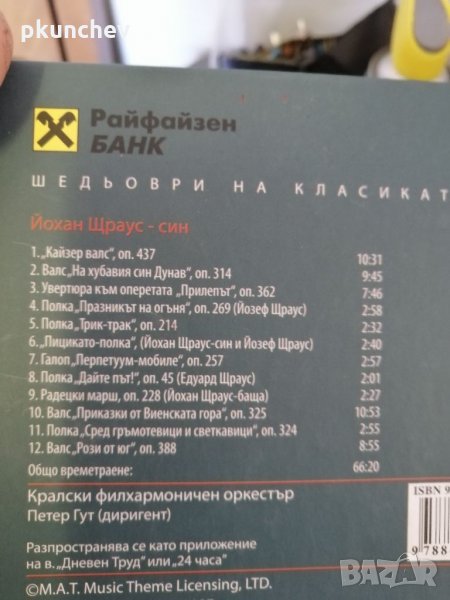 pkunchev
Райфайзен
БАНК
ШЕДЬОВРИ НА КЛАСИКАТ
Йохан Щраус - син
1. „Кайзер валс", оп. 437 10:31
2. Валс „На хубавия син Дунав", оп. 314 9:45
3. Увертюра към оперетата „Прилепът", оп. 362 7:46
4. Полка „Празникът на огъня", оп. 269 (Йозеф Щраус) 2:58
5. Полка „Трик-трак", оп. 214 2:32
6. „Пицикато-полка", (Йохан Щраус-син и Йозеф Щраус) 2:40
7. Галоп „Перпетуум-мобиле", оп. 257 2:57
8. Полка „Дайте път!", оп. 45 (Едуард Щраус) 2:01
9. Радецки марш, оп. 228 (Йохан Щраус-баща) 2:27
10. Валс „Приказки от Виенската гора", оп. 325 10:53
11. Полка „Сред гръмотевици и светкавици", оп. 324 2:55
12. Валс „Рози от юг", оп. 388 8:55
Общо времетраене: 66:20
Кралски филхармоничен оркестър
Петер Гут (диригент)
ISBN 9
9 788
Разпространява се като приложение
на в. „Дневен Труд" или „24 часа"
©М.А.Т. Music Theme Licensing, LTD.
bazar